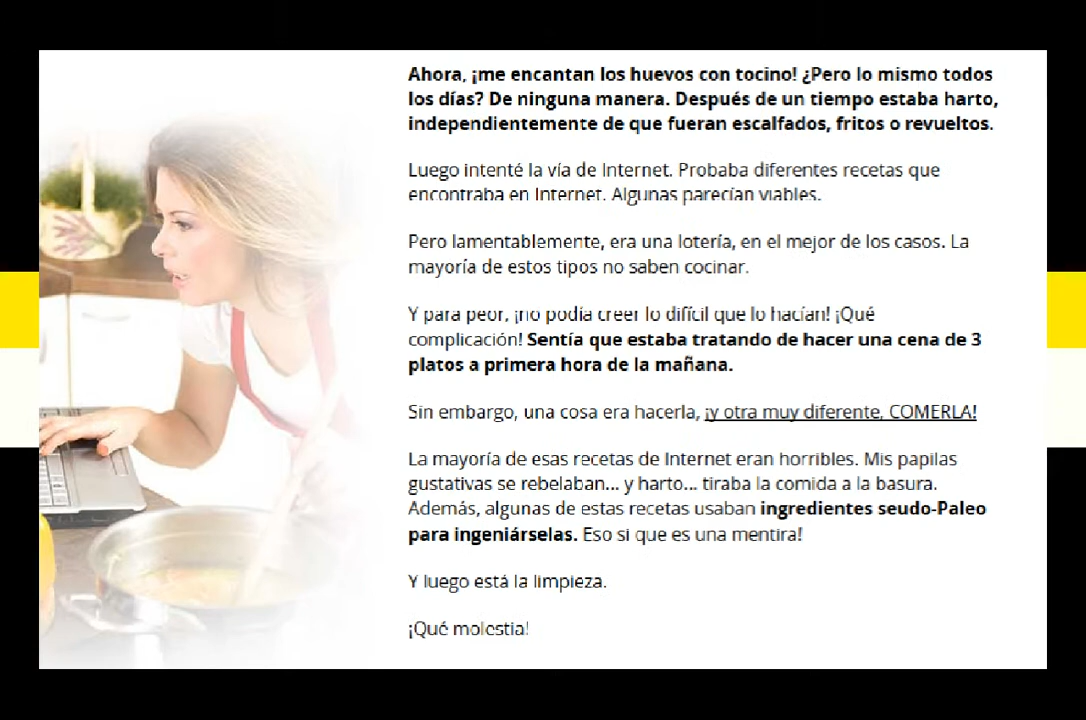 Ahora, ¡me encantan los huevos con tocino! ¿Pero lo mismo todos
los días? De ninguna manera. Después de un tiempo estaba harto,
independientemente de que fueran escalfados, fritos o revueltos.
Luego intenté la vía de Internet. Probaba diferentes recetas que
encontraba en Internet. Algunas parecían viables.
Pero lamentablemente, era una lotería, en el mejor de los casos. La
mayoría de estos tipos no saben cocinar.
Y para peor, ¡no podía creer lo difícil que lo hacían! ¡Qué
complicación! Sentía que estaba tratando de hacer una cena de 3
platos a primera hora de la mañana.
Sin embargo, una cosa era hacerla, ¡y otra muy diferente, COMERLA!
La mayoría de esas recetas de Internet eran horribles. Mis papilas
gustativas se rebelaban... y harto... tiraba la comida a la basura.
Además, algunas de estas recetas usaban ingredientes seudo-Paleo
para ingeniárselas. Eso si que es una mentira!
Y luego está la limpieza.
¡Qué molestia!